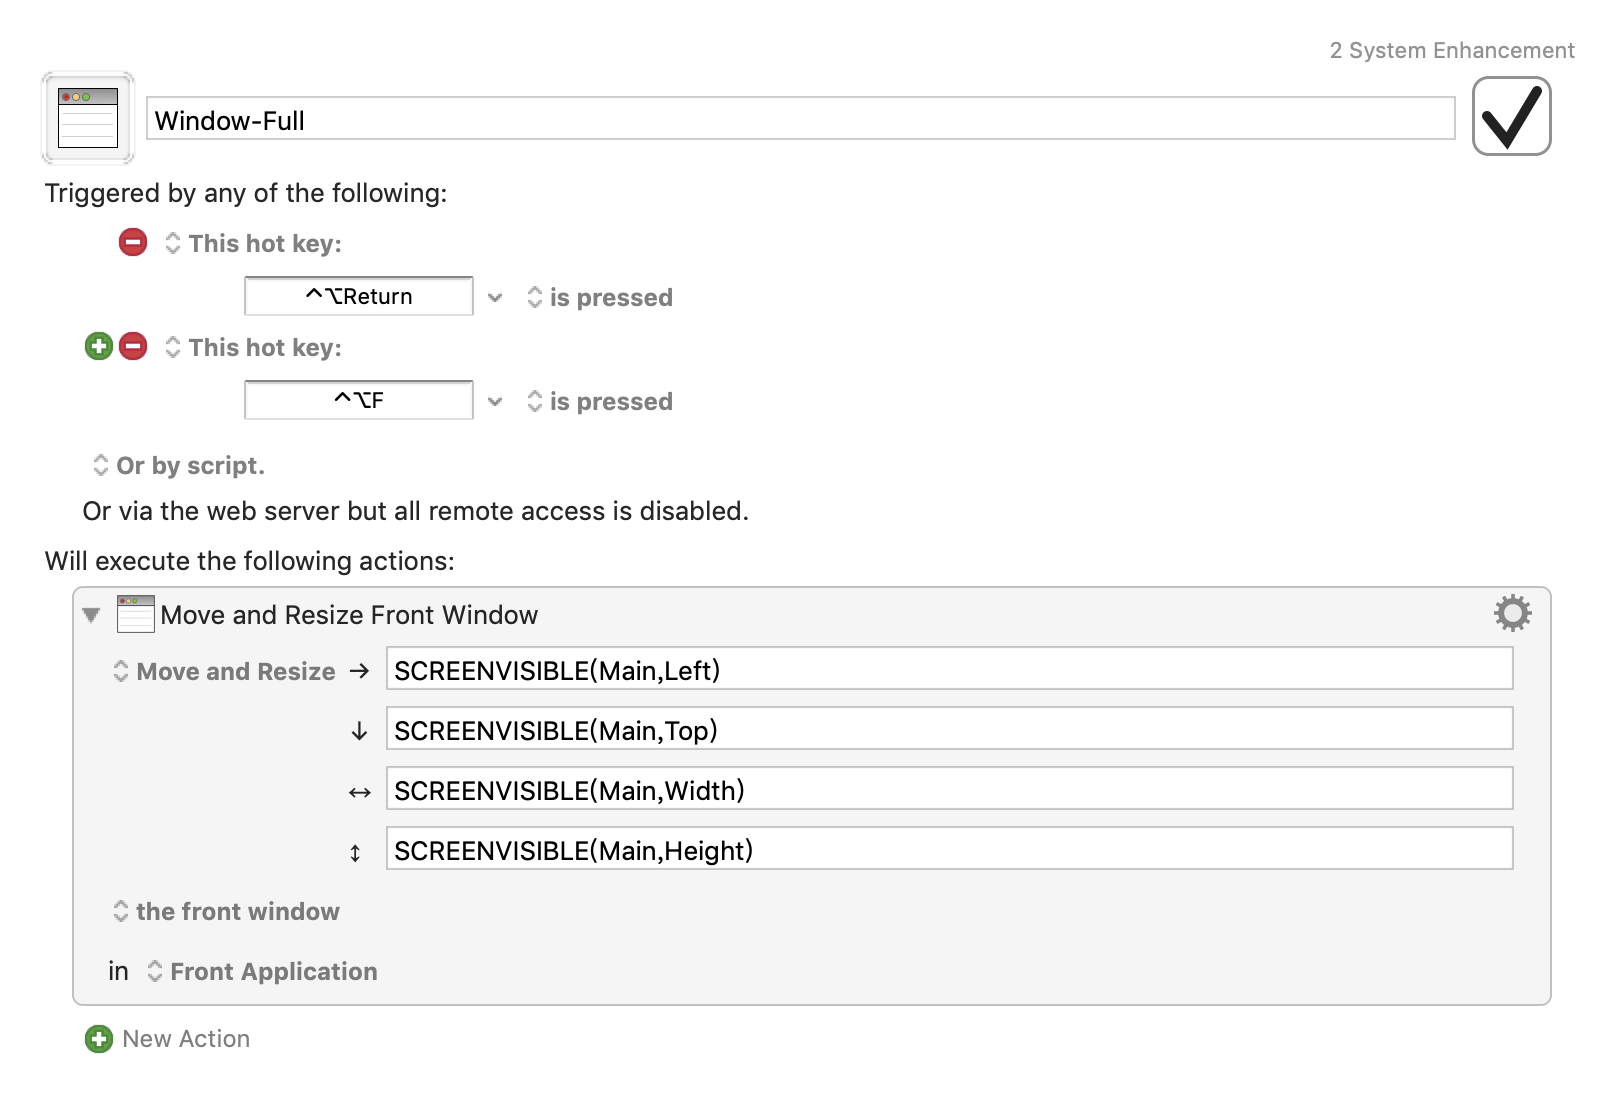 2 System Enhancement
Window-Full
Triggered by any of the following:
This hot key:
^⌥Return is pressed
This hot key:
^⌥F is pressed
Or by script.
Or via the web server but all remote access is disabled.
Will execute the following actions:
Move and Resize Front Window
Move and Resize → SCREENVISIBLE(Main,Left)
↓ SCREENVISIBLE(Main,Top)
↔ SCREENVISIBLE(Main,Width)
↕ SCREENVISIBLE(Main,Height)
the front window
in Front Application
New Action